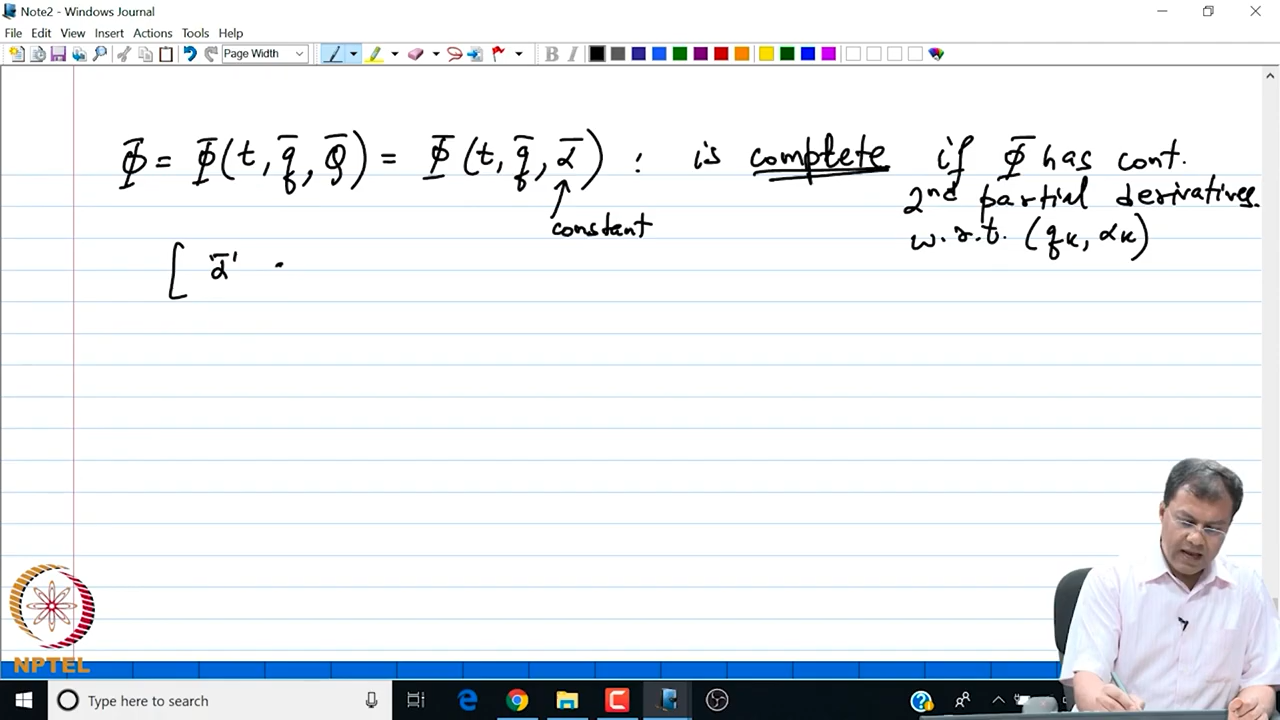 Note2 - Windows Journal
File Edit View Insert Actions Tools Help
Page Width
Φ̄ = Φ̄(t, q̄, Q̄) = Φ̄(t, q̄, ᾱ) : is complete if Φ̄ has cont.
2nd partial derivatives.
w.r.t. (qₖ, αₖ)
constant
[ 'ᾱ'
NPTEL
Type here to search